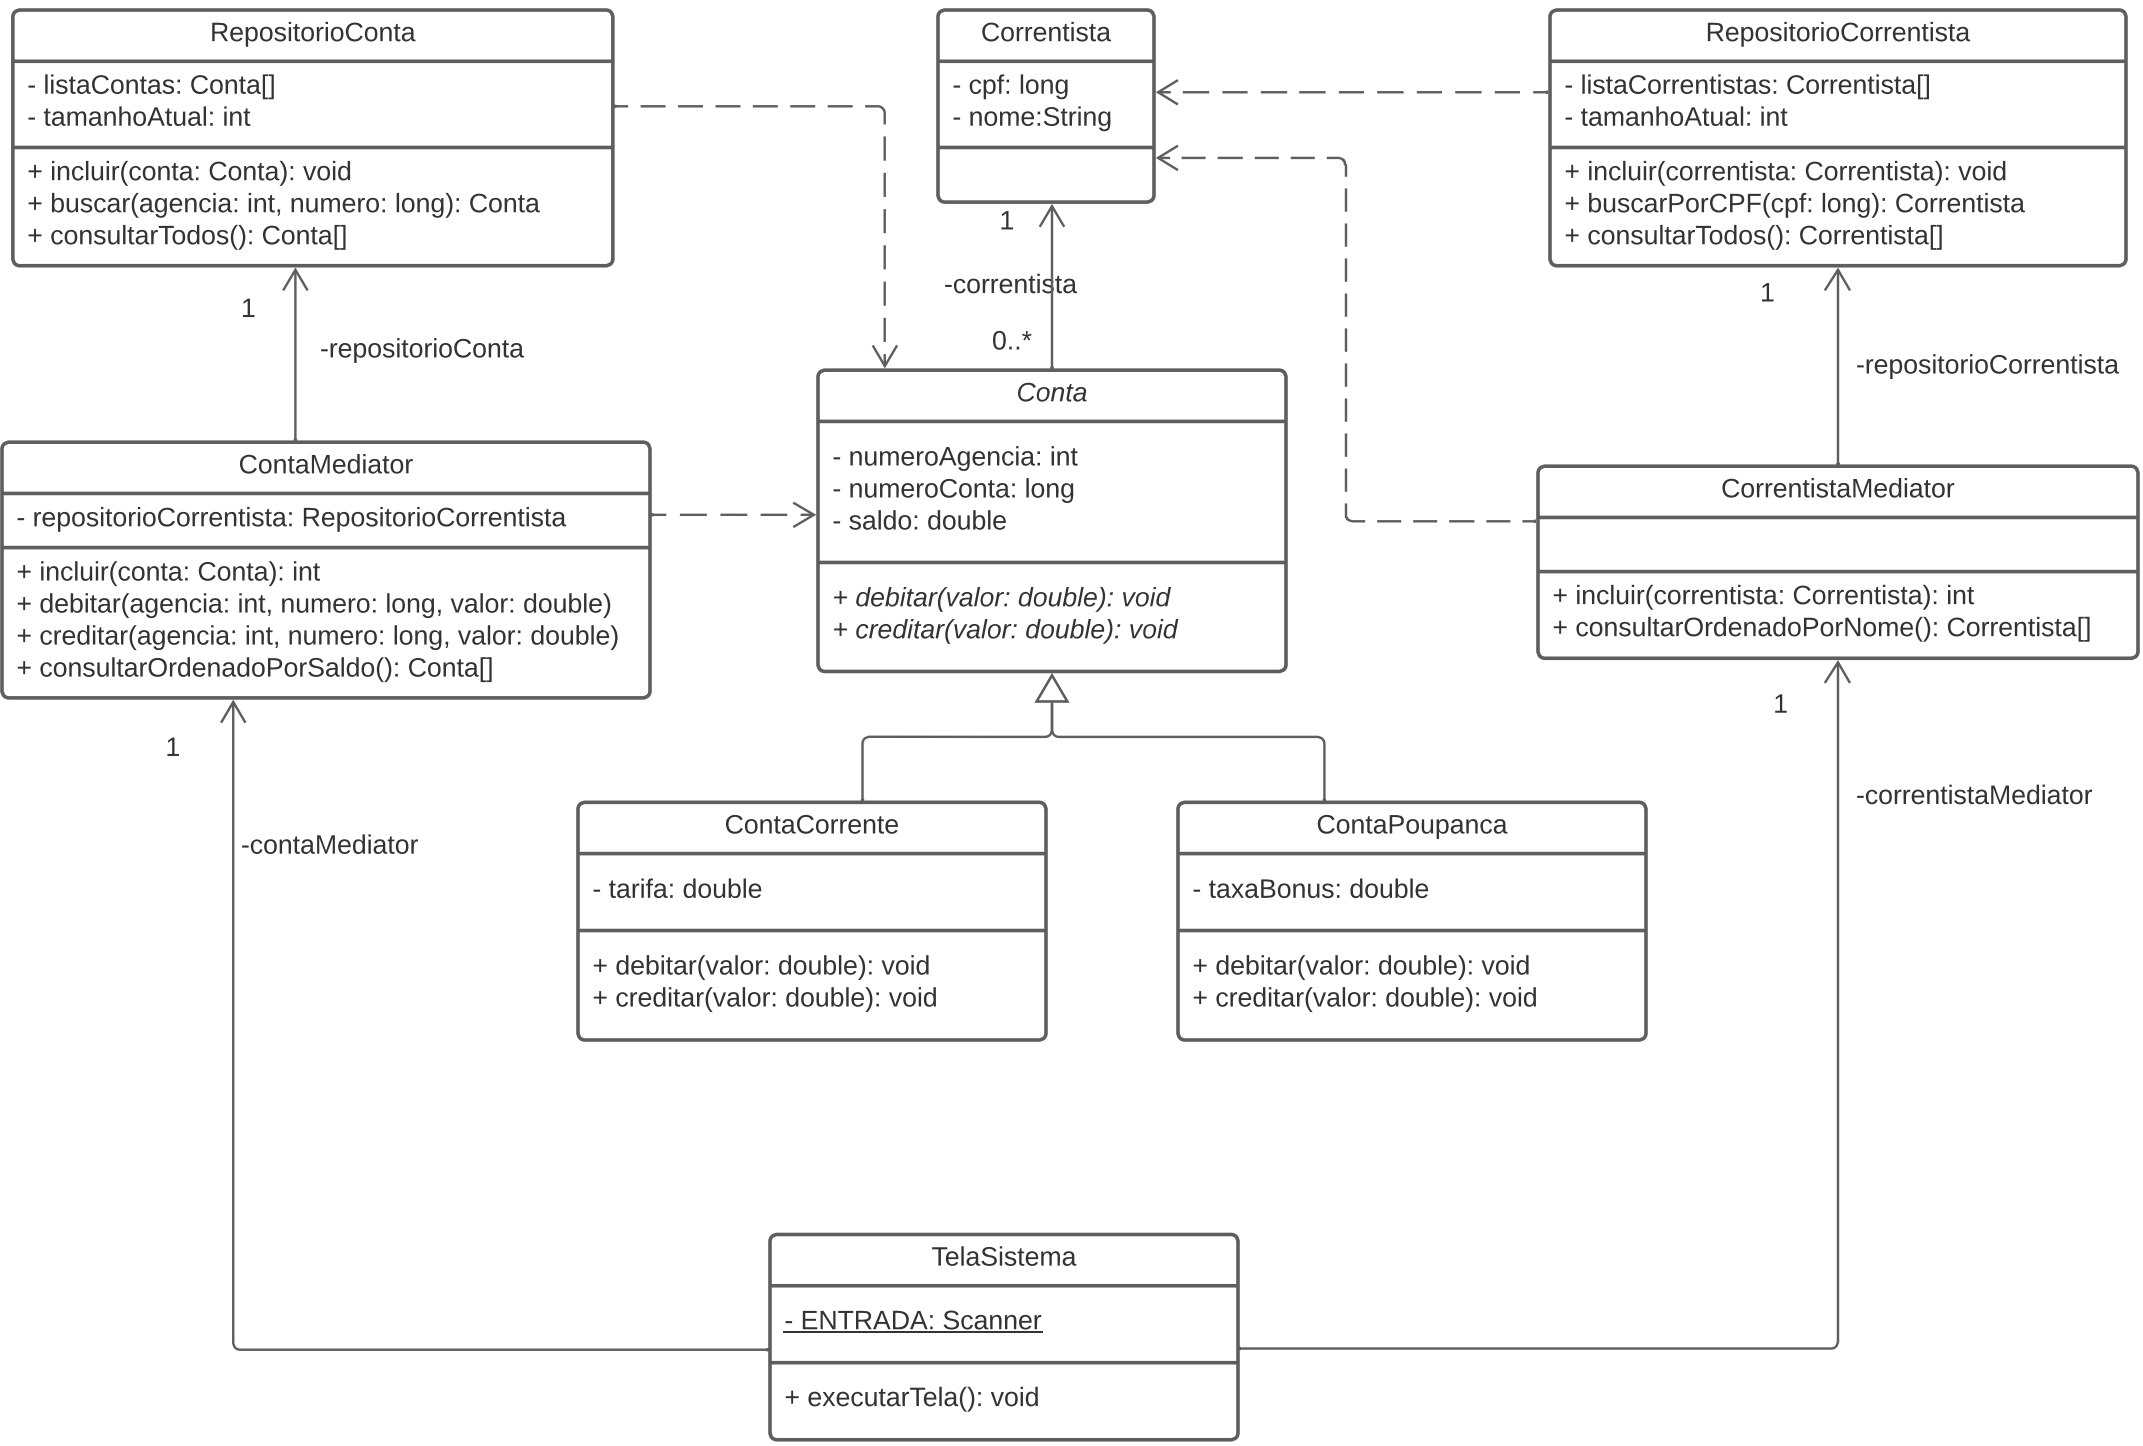 RepositorioConta
- listaContas: Conta[]
- tamanhoAtual: int
+ incluir(conta: Conta): void
+ buscar(agencia: int, numero: long): Conta
+ consultarTodos(): Conta[]
Correntista
- cpf: long
- nome:String
RepositorioCorrentista
- listaCorrentistas: Correntista[]
- tamanhoAtual: int
+ incluir(correntista: Correntista): void
+ buscarPorCPF(cpf: long): Correntista
+ consultarTodos(): Correntista[]
1
-repositorioConta
1
-correntista
0..*
1
-repositorioCorrentista
ContaMediator
- repositorioCorrentista: RepositorioCorrentista
+ incluir(conta: Conta): int
+ debitar(agencia: int, numero: long, valor: double)
+ creditar(agencia: int, numero: long, valor: double)
+ consultarOrdenadoPorSaldo(): Conta[]
Conta
- numeroAgencia: int
- numeroConta: long
- saldo: double
+ debitar(valor: double): void
+ creditar(valor: double): void
CorrentistaMediator
+ incluir(correntista: Correntista): int
+ consultarOrdenadoPorNome(): Correntista[]
1
-contaMediator
1
-correntistaMediator
ContaCorrente
- tarifa: double
+ debitar(valor: double): void
+ creditar(valor: double): void
ContaPoupanca
- taxaBonus: double
+ debitar(valor: double): void
+ creditar(valor: double): void
TelaSistema
- ENTRADA: Scanner
+ executarTela(): void